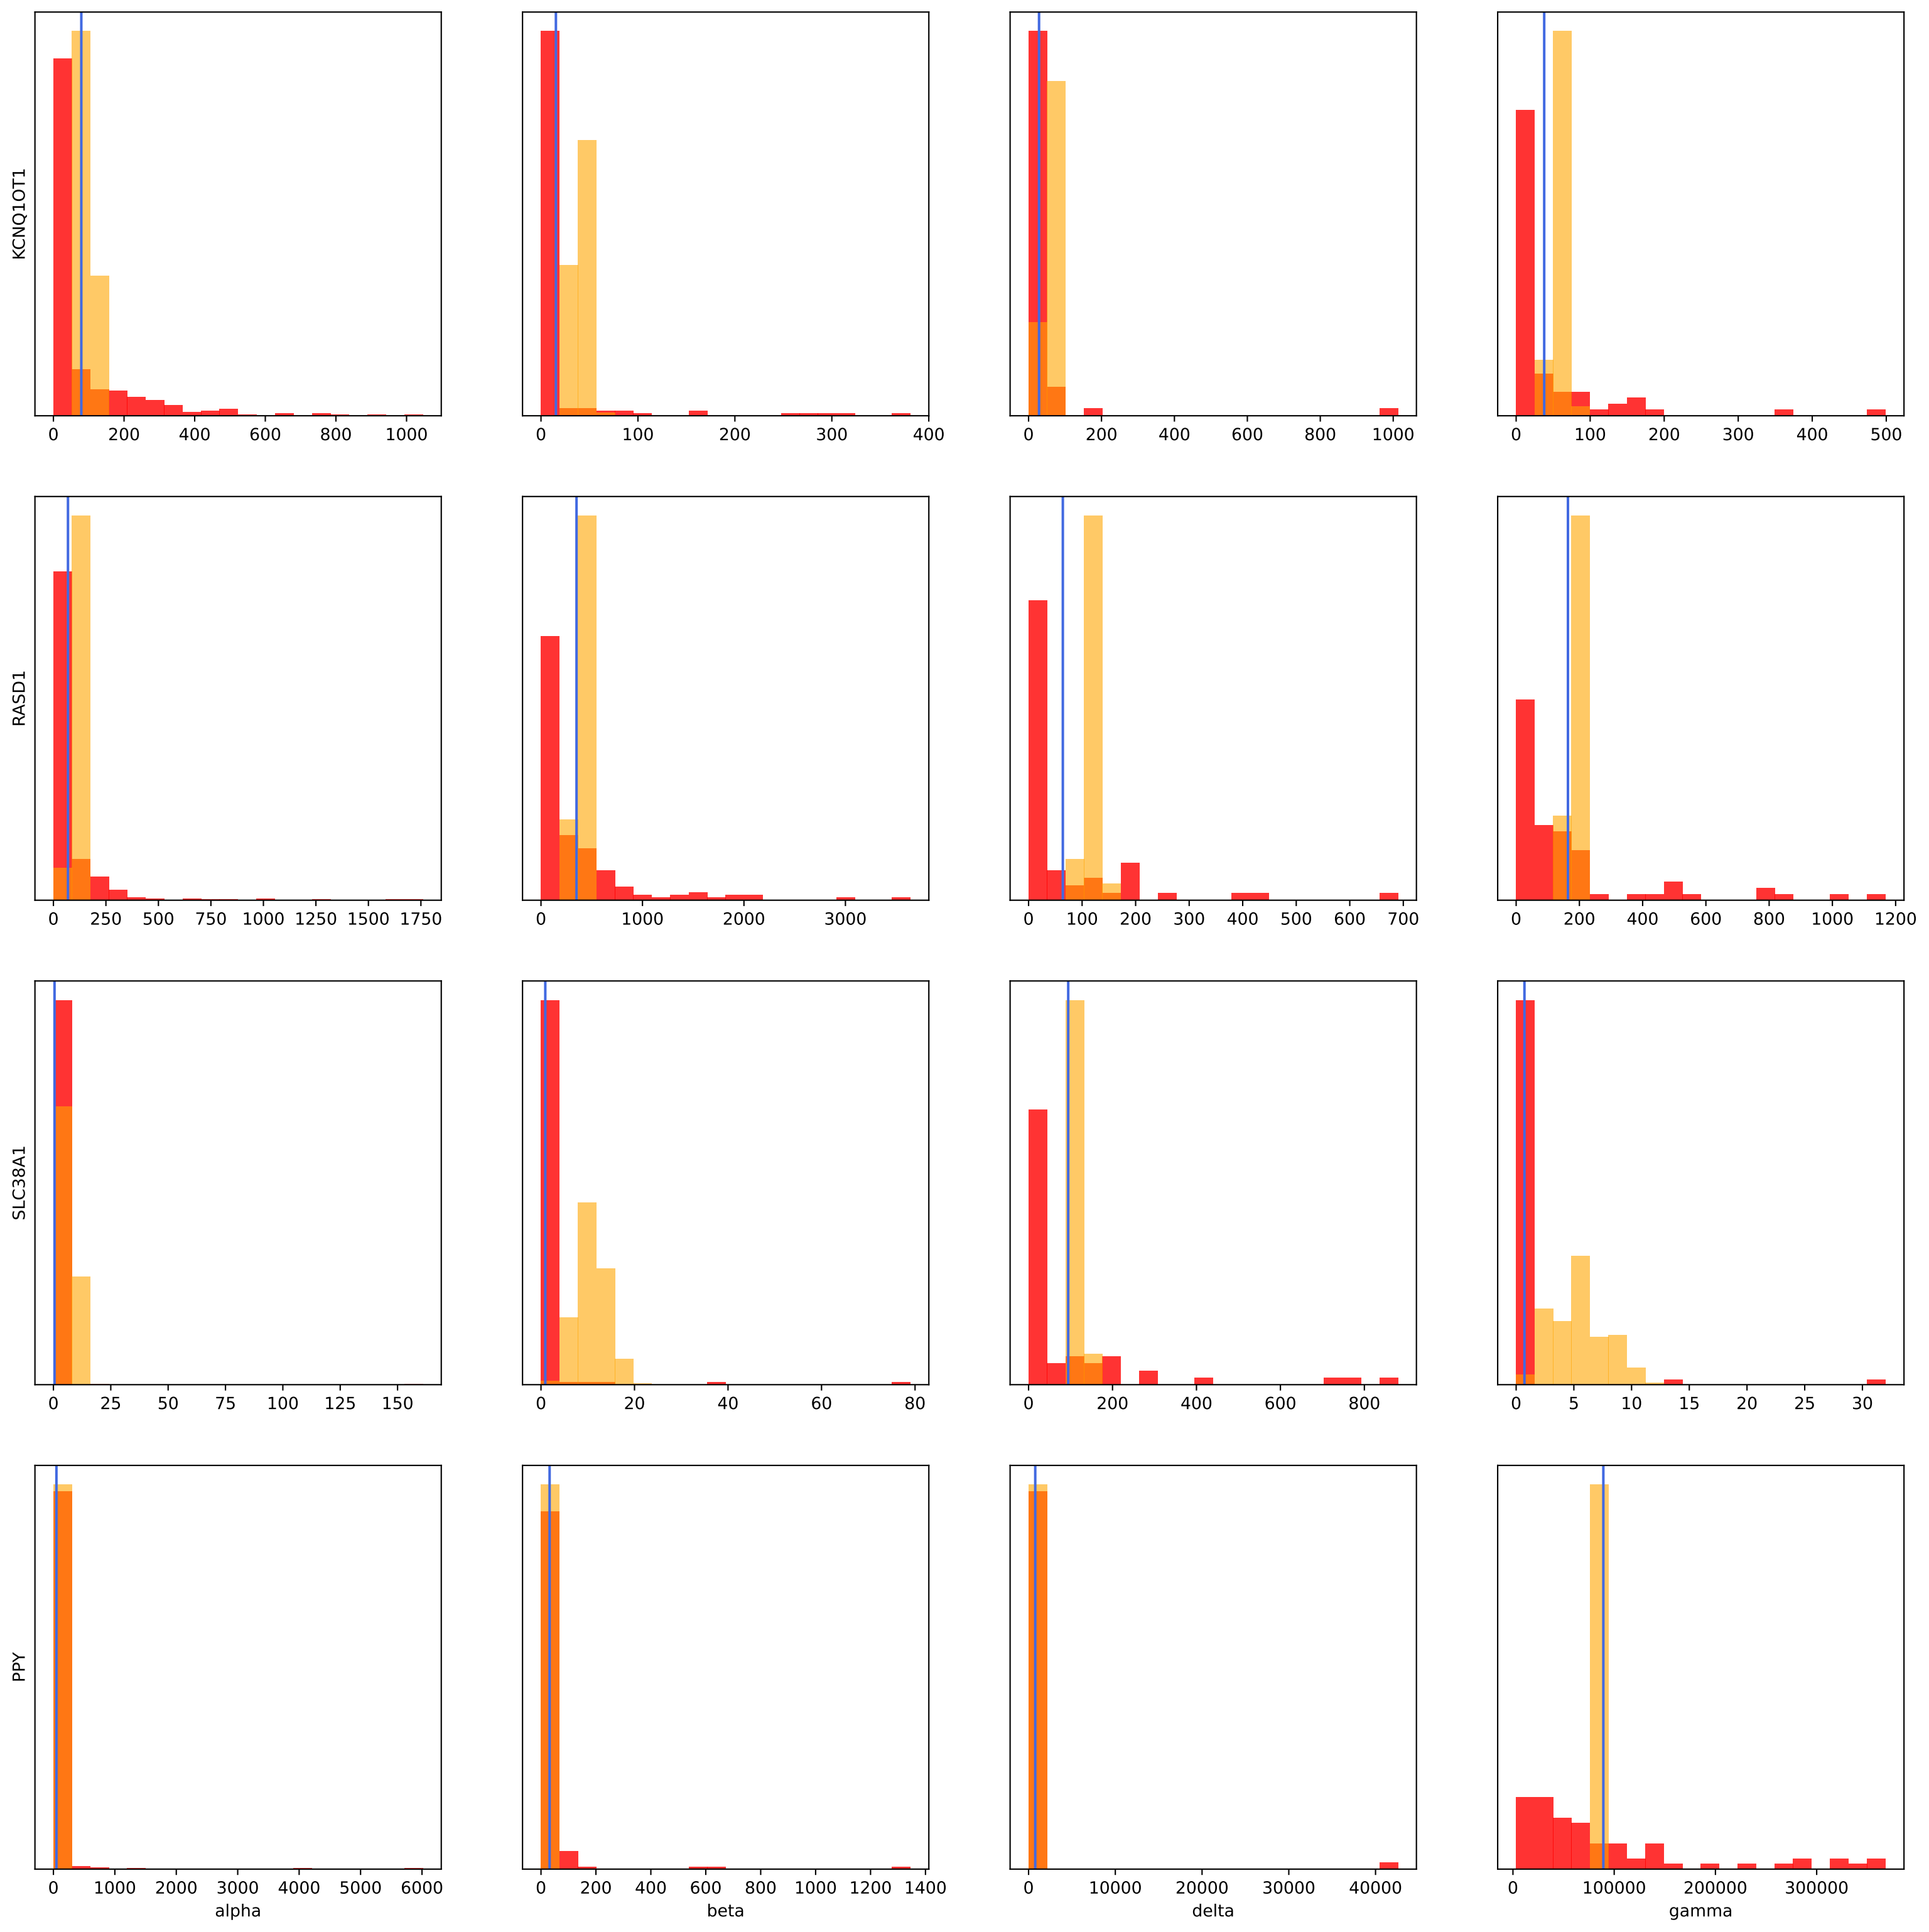 KCNQ1OT1
0 200 400 600 800 1000
0 100 200 300 400
0 200 400 600 800 1000
0 100 200 300 400 500
RASD1
0 250 500 750 1000 1250 1500 1750
0 1000 2000 3000
0 100 200 300 400 500 600 700
0 200 400 600 800 1000 1200
SLC38A1
0 25 50 75 100 125 150
0 20 40 60 80
0 200 400 600 800
0 5 10 15 20 25 30
PPY
0 1000 2000 3000 4000 5000 6000
alpha
0 200 400 600 800 1000 1200 1400
beta
0 10000 20000 30000 40000
delta
0 100000 200000 300000
gamma